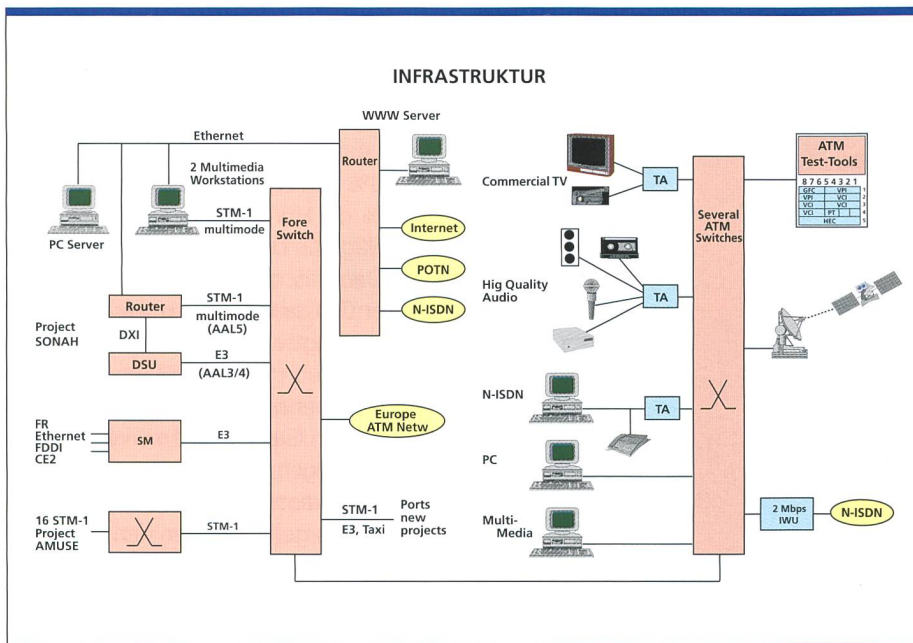 INFRASTRUKTUR
WWW Server
Ethernet
Router
2 Multimedia
Workstations
PC Server
STM-1
multimode
Fore
Switch
Internet
POTN
N-ISDN
Router
STM-1
multimode
(AAL5)
Project
SONAH
DXI
DSU
E3
(AAL3/4)
FR
Ethernet
FDDI
CE2
SM
E3
Europe
ATM Netw
16 STM-1
Project
AMUSE
STM-1
STM-1
E3, Taxi
Ports
new
projects
Commercial TV
TA
Several
ATM
Switches
ATM
Test-Tools
8 7 6 5 4 3 2 1
GFC VPI 1
VPI VCI 2
VCI VCI 3
VCI PT 4
HEC 5
Hig Quality
Audio
TA
N-ISDN
TA
PC
Multi-
Media
2 Mbps
IWU
N-ISDN